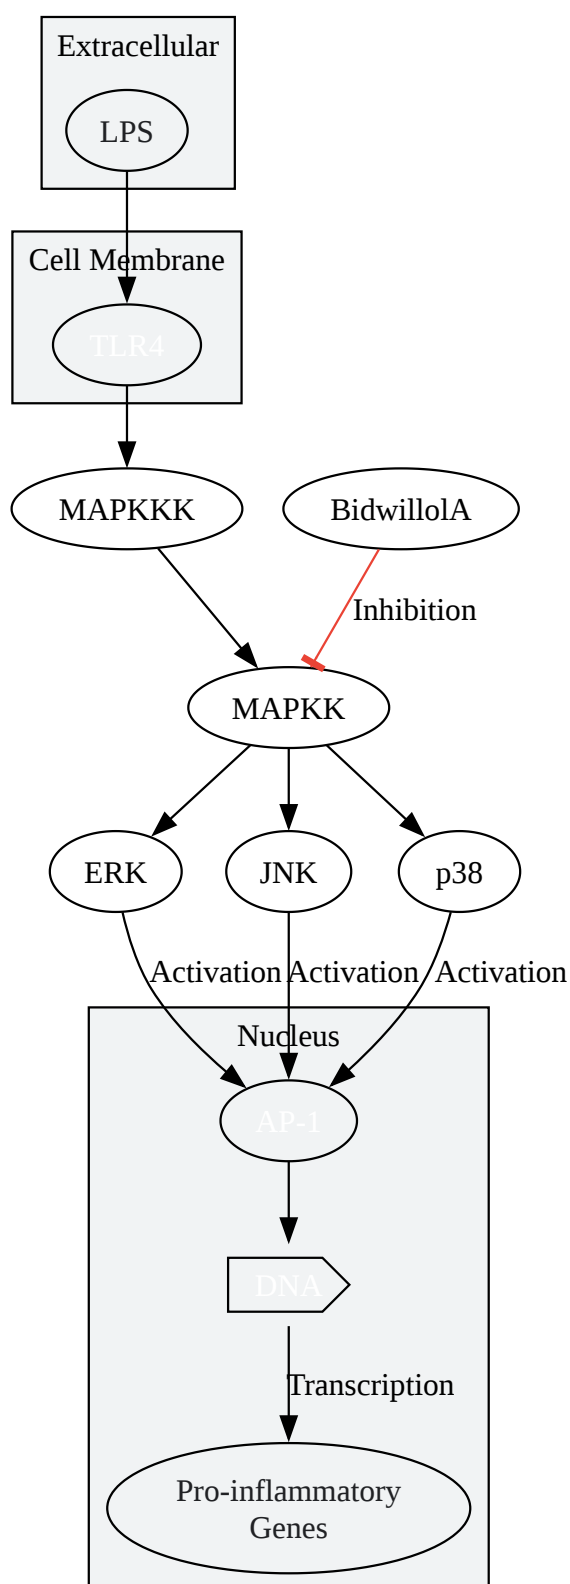 Extracellular
LPS
Cell Membrane
TLR4
MAPKKK
BidwillolA
Inhibition
MAPKK
ERK
JNK
p38
Activation
Activation
Activation
Nucleus
AP-1
DNA
Transcription
Pro-inflammatory
Genes